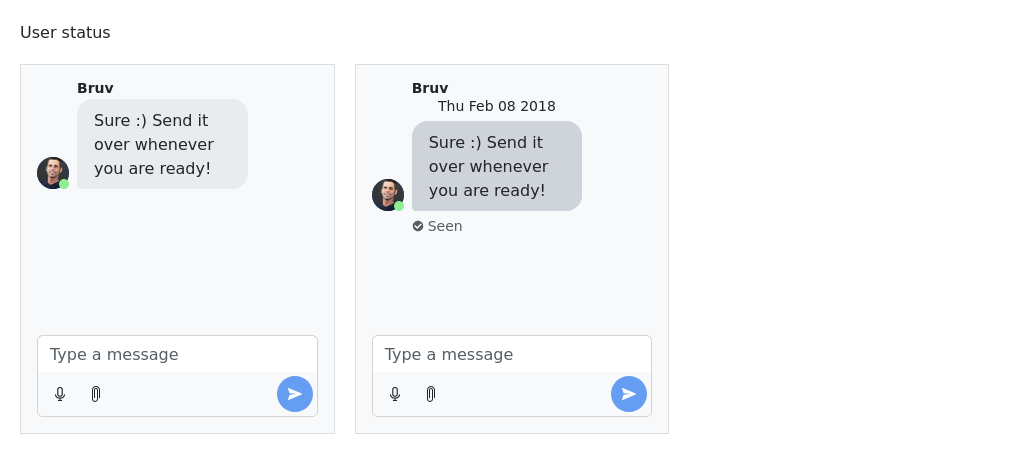 User status
Bruv
Sure :) Send it
over whenever
you are ready!
Type a message
Bruv
Thu Feb 08 2018
Sure :) Send it
over whenever
you are ready!
Seen
Type a message